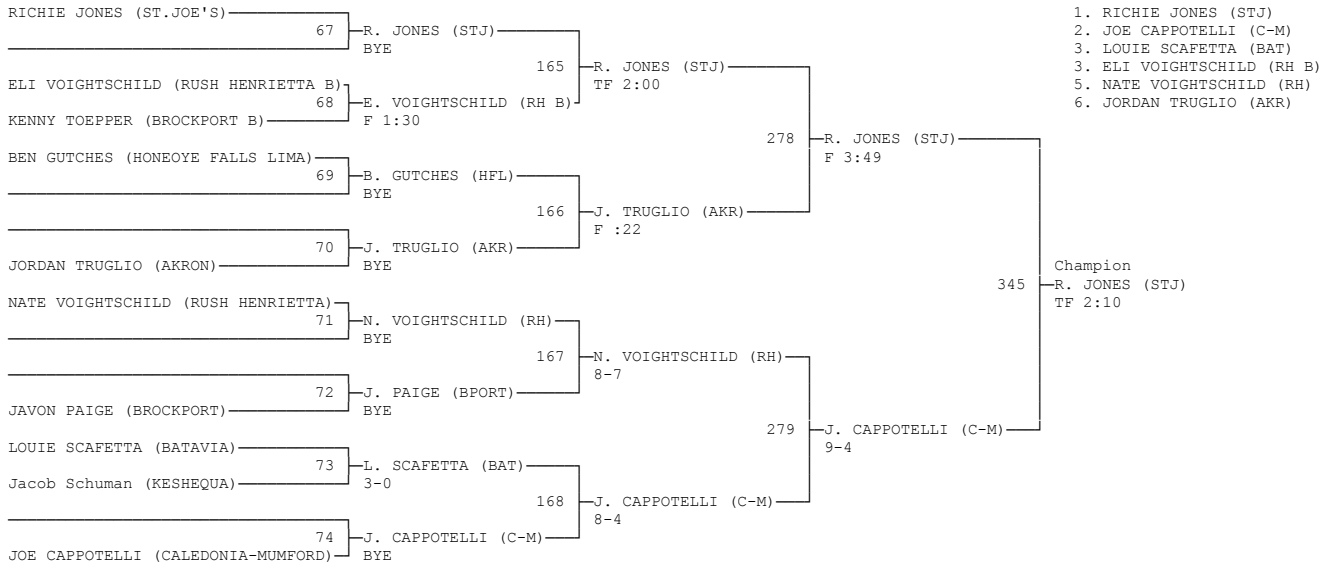 RICHIE JONES (ST.JOE'S)
1. RICHIE JONES (STJ)
67 R. JONES (STJ)
2. JOE CAPPOTELLI (C-M)
BYE
3. LOUIE SCAFETTA (BAT)
165 R. JONES (STJ)
3. ELI VOIGHTSCHILD (RH B)
ELI VOIGHTSCHILD (RUSH HENRIETTA B)
TF 2:00
5. NATE VOIGHTSCHILD (RH)
68 E. VOIGHTSCHILD (RH B)
6. JORDAN TRUGLIO (AKR)
KENNY TOEPPER (BROCKPORT B)
F 1:30
278 R. JONES (STJ)
BEN GUTCHES (HONEOYE FALLS LIMA)
F 3:49
69 B. GUTCHES (HFL)
BYE
166 J. TRUGLIO (AKR)
F :22
70 J. TRUGLIO (AKR)
JORDAN TRUGLIO (AKRON)
BYE
Champion
345 R. JONES (STJ)
NATE VOIGHTSCHILD (RUSH HENRIETTA)
TF 2:10
71 N. VOIGHTSCHILD (RH)
BYE
167 N. VOIGHTSCHILD (RH)
8-7
72 J. PAIGE (BPORT)
JAVON PAIGE (BROCKPORT)
BYE
279 J. CAPPOTELLI (C-M)
LOUIE SCAFETTA (BATAVIA)
9-4
73 L. SCAFETTA (BAT)
Jacob Schuman (KESHEQUA)
3-0
168 J. CAPPOTELLI (C-M)
8-4
74 J. CAPPOTELLI (C-M)
JOE CAPPOTELLI (CALEDONIA-MUMFORD)
BYE